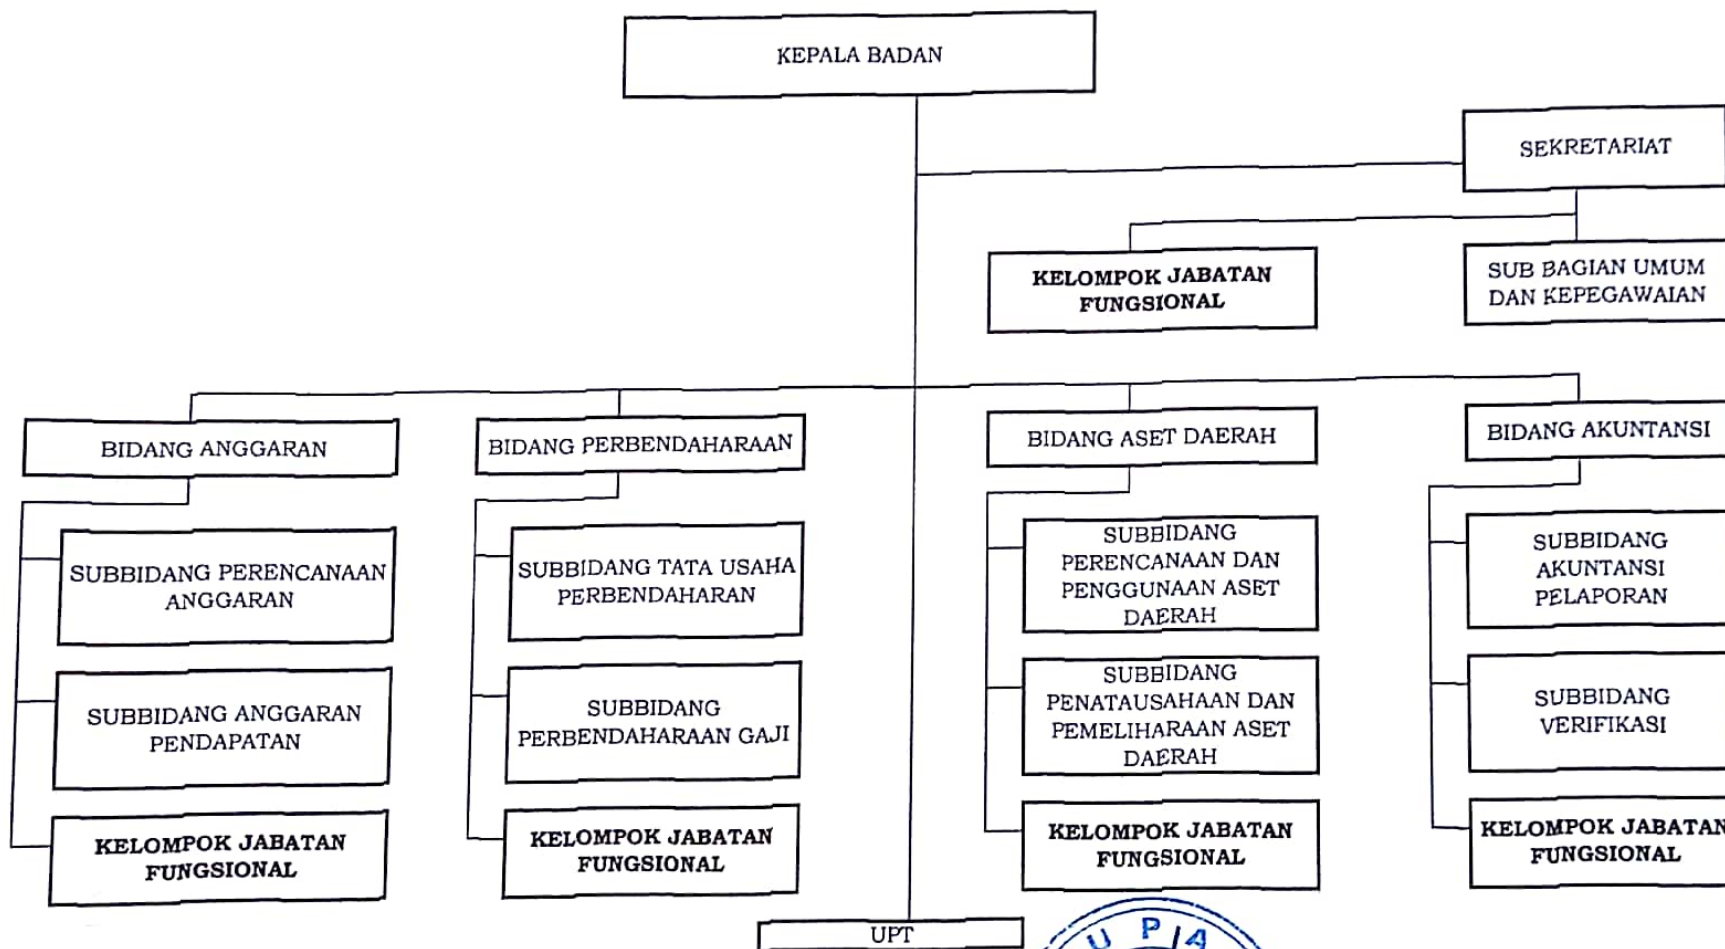 KEPALA BADAN
SEKRETARIAT
KELOMPOK JABATAN
FUNGSIONAL
SUB BAGIAN UMUM
DAN KEPEGAWAIAN
BIDANG ANGGARAN
BIDANG PERBENDAHARAAN
BIDANG ASET DAERAH
BIDANG AKUNTANSI
SUBBIDANG PERENCANAAN
ANGGARAN
SUBBIDANG TATA USAHA
PERBENDAHARAN
SUBBIDANG
PERENCANAAN DAN
PENGGUNAAN ASET
DAERAH
SUBBIDANG
AKUNTANSI
PELAPORAN
SUBBIDANG ANGGARAN
PENDAPATAN
SUBBIDANG
PERBENDAHARAAN GAJI
SUBBIDANG
PENATAUSAHAAN DAN
PEMELIHARAAN ASET
DAERAH
SUBBIDANG
VERIFIKASI
KELOMPOK JABATAN
FUNGSIONAL
KELOMPOK JABATAN
FUNGSIONAL
KELOMPOK JABATAN
FUNGSIONAL
KELOMPOK JABATAN
FUNGSIONAL
UPT
UPA